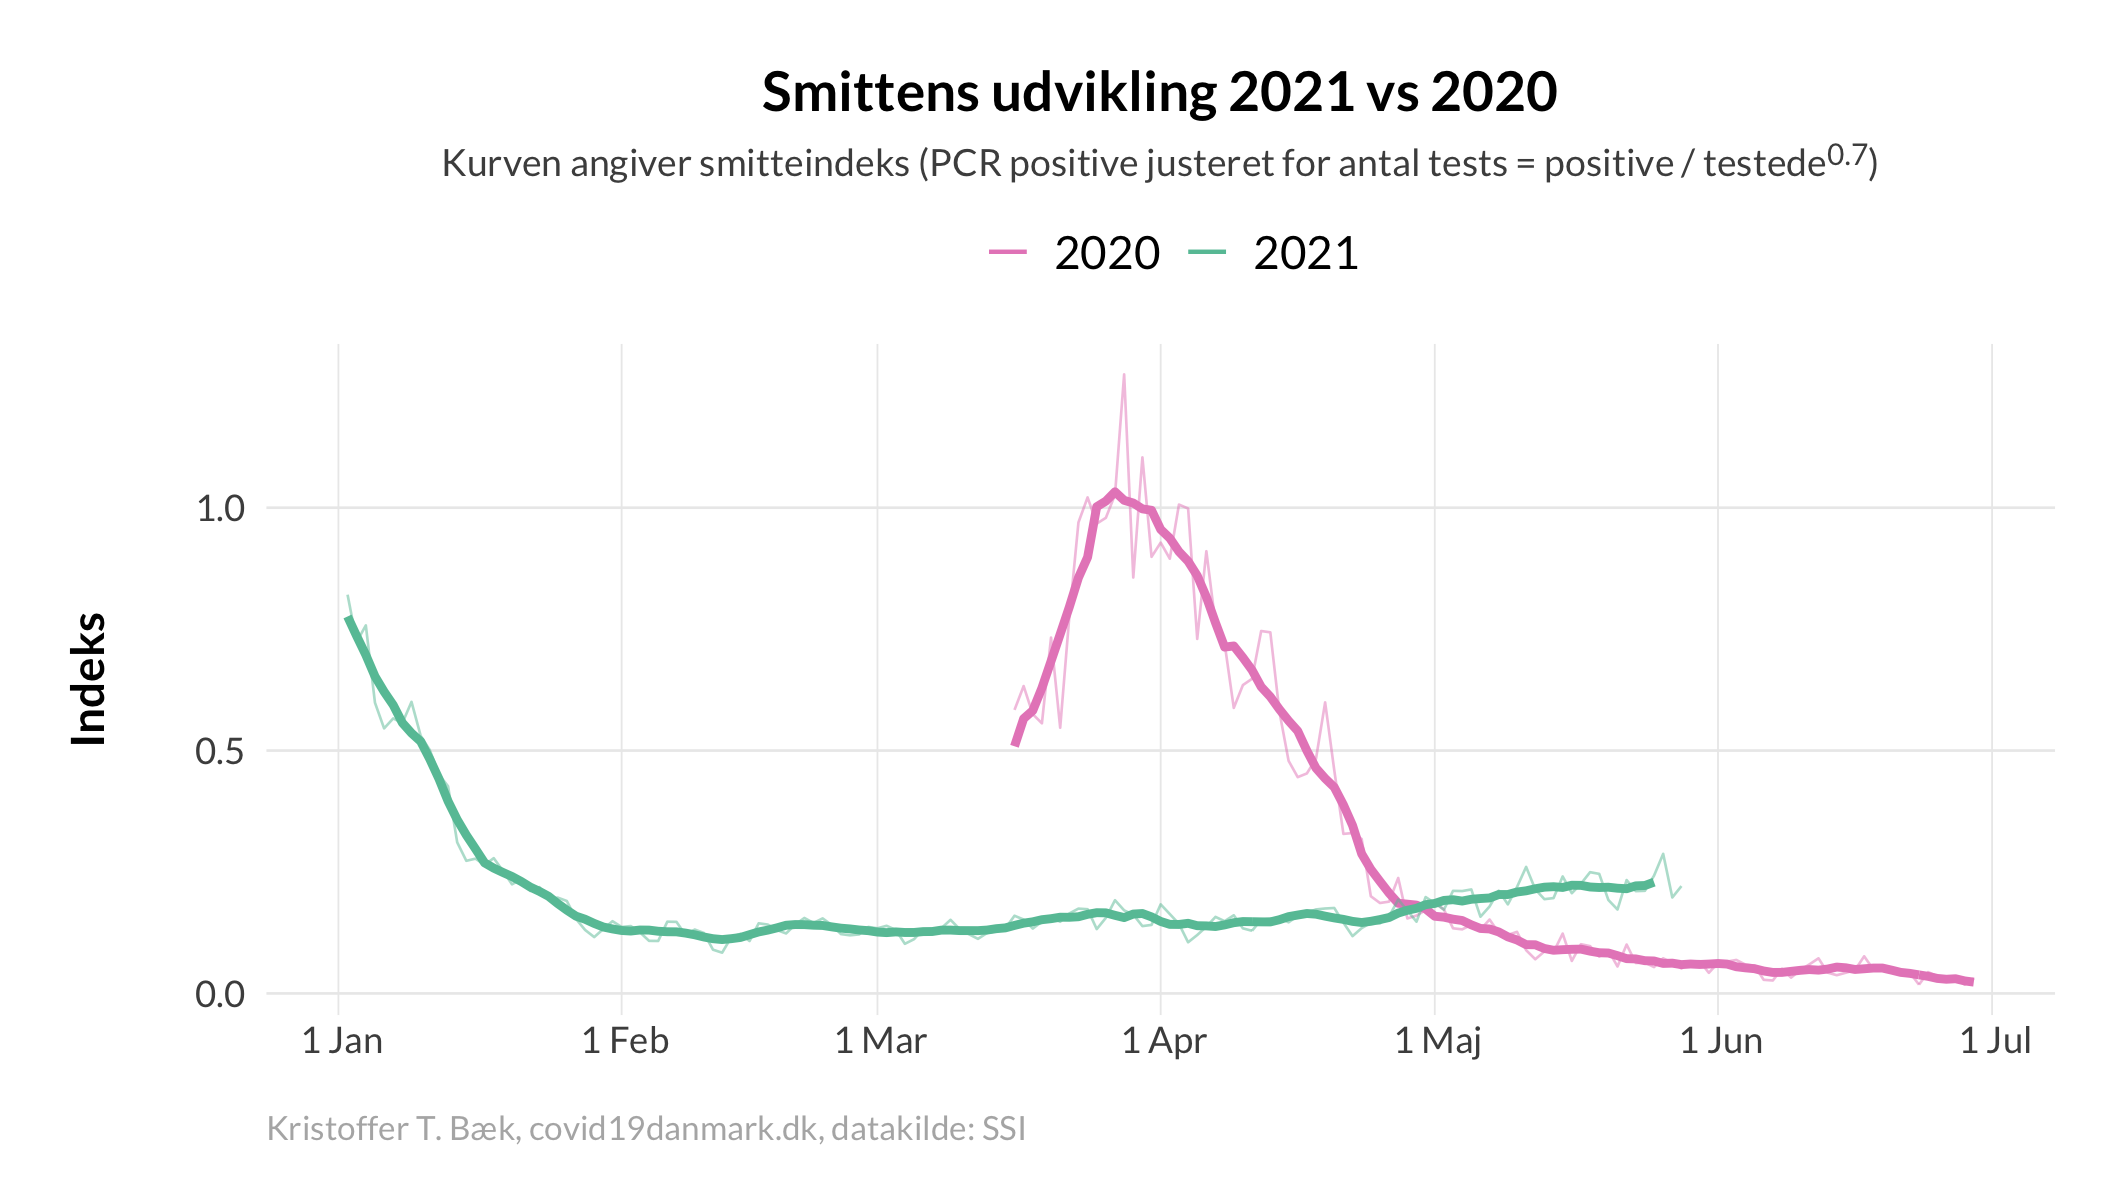 Smittens udvikling 2021 vs 2020
Kurven angiver smitteindeks (PCR positive justeret for antal tests = positive / testede^0.7)
2020 2021
Indeks
1.0
0.5
0.0
1 Jan 1 Feb 1 Mar 1 Apr 1 Maj 1 Jun 1 Jul
Kristoffer T. Bæk, covid19danmark.dk, datakilde: SSI